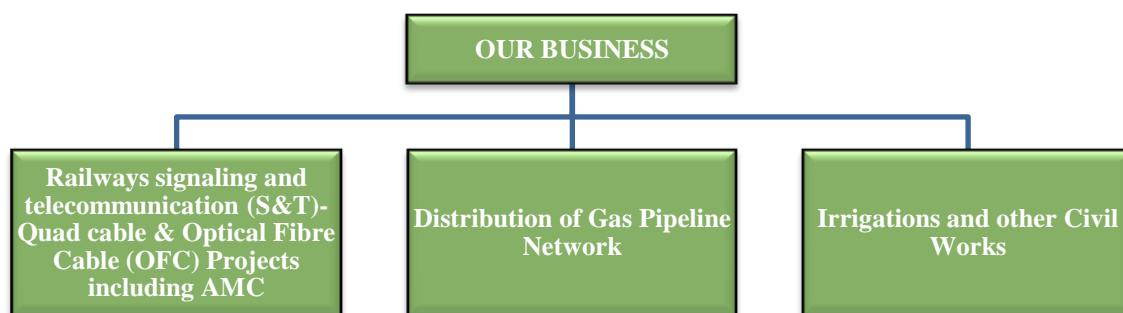 OUR BUSINESS
Railways signaling and
telecommunication (S&T)-
Quad cable & Optical Fibre
Cable (OFC) Projects
including AMC
Distribution of Gas Pipeline
Network
Irrigations and other Civil
Works